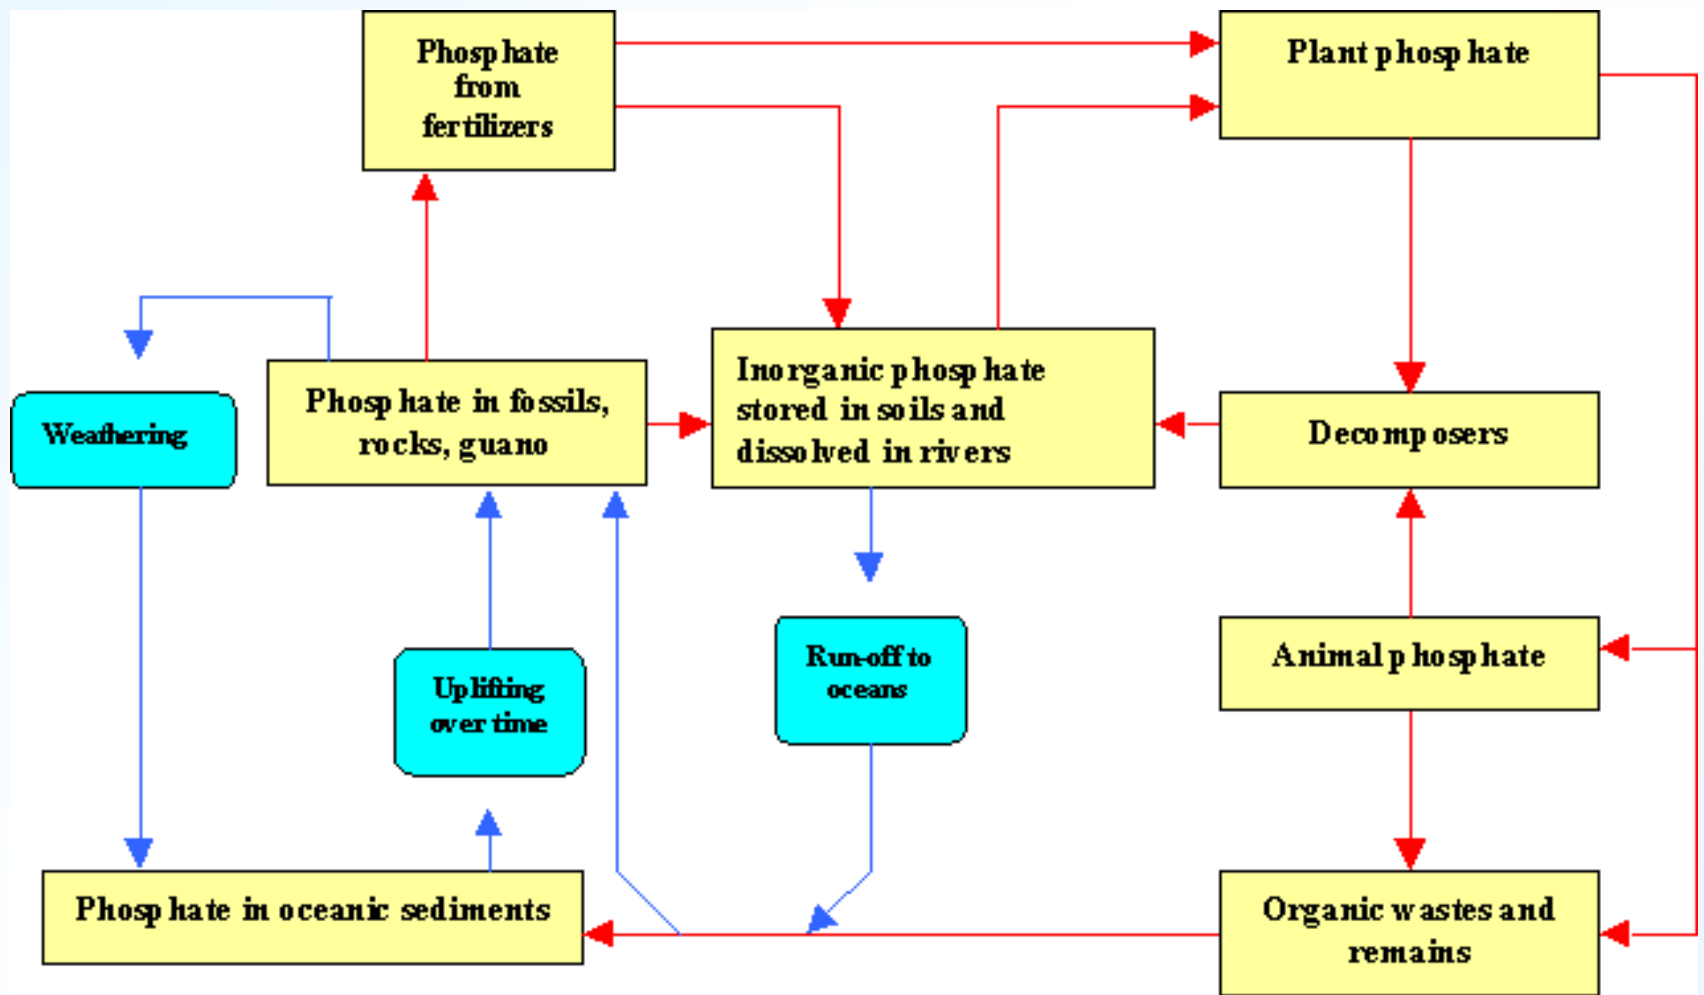 Phosphate
from
fertilizers
Plant phosphate
Phosphate in fossils,
rocks, guano
Inorganic phosphate
stored in soils and
dissolved in rivers
Weathering
Decomposers
Uplifting
over time
Run-off to
oceans
Animal phosphate
Phosphate in oceanic sediments
Organic wastes and
remains